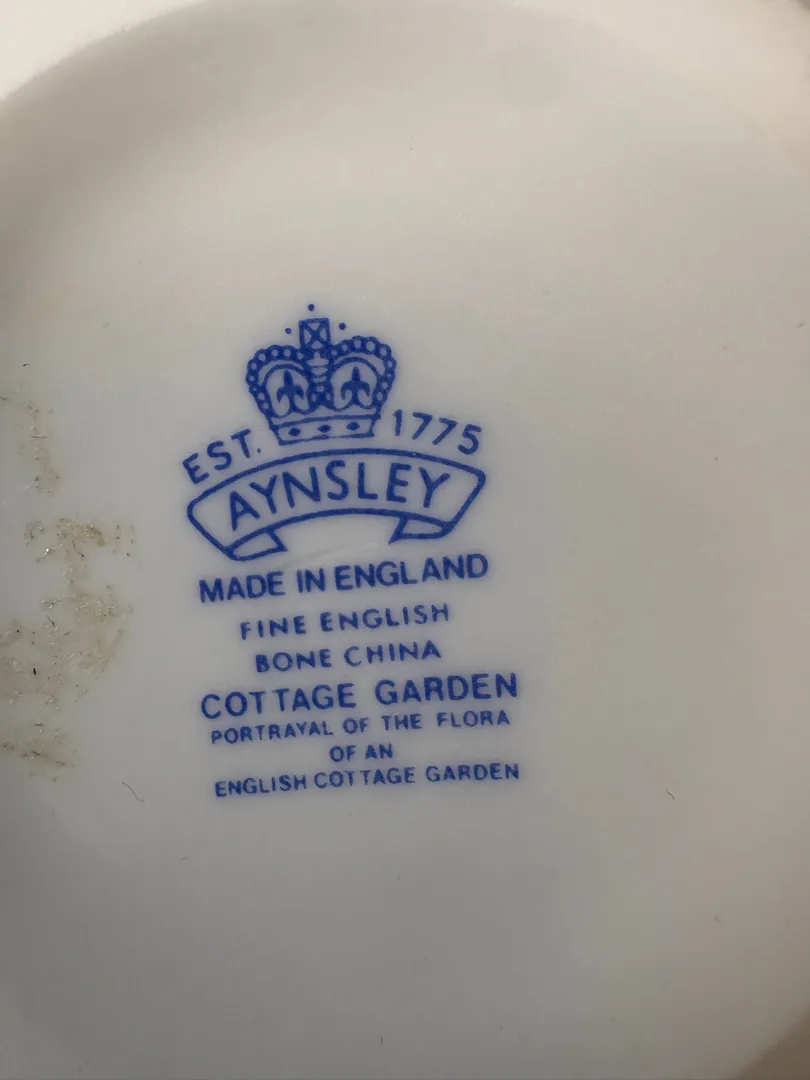 EST. 1775
AYNSLEY
MADE IN ENGLAND
FINE ENGLISH
BONE CHINA
COTTAGE GARDEN
PORTRAYAL OF THE FLORA
OF AN
ENGLISH COTTAGE GARDEN